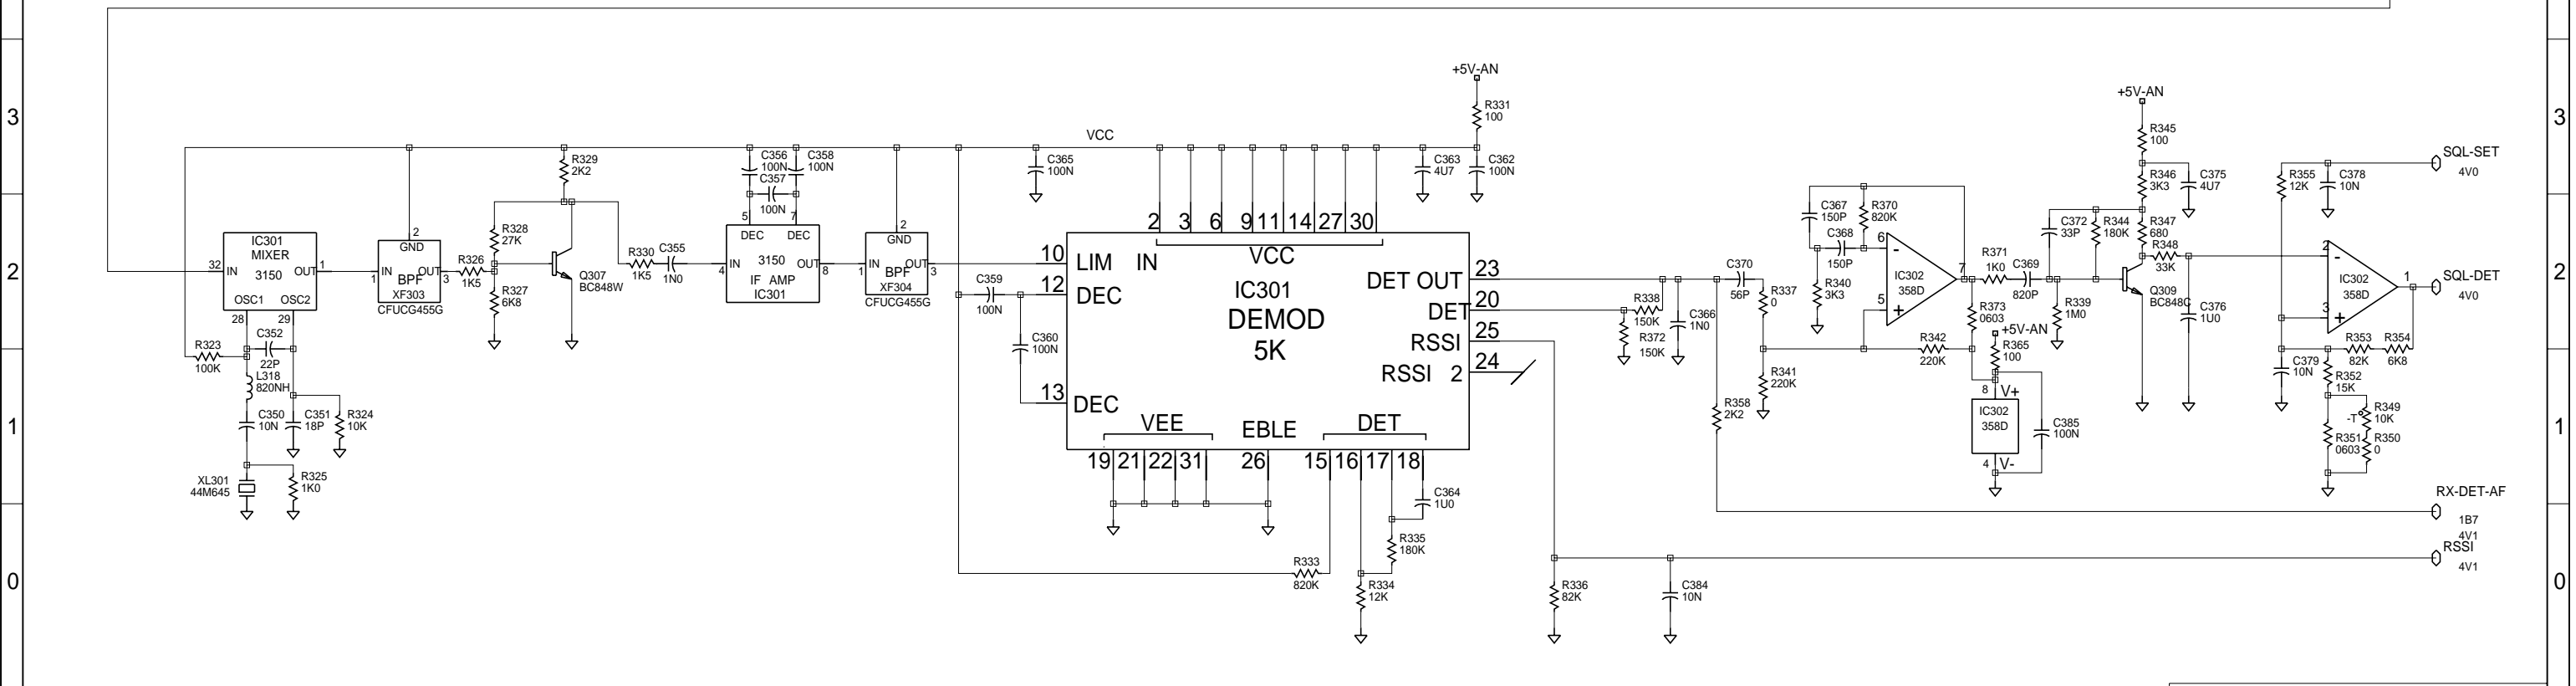 3
2
1
0
3
2
1
0
+5V-AN
R331
100
VCC
C365
100N
C363
4U7
C362
100N
IC301
MIXER
3150
32
IN
OUT
1
OSC1
OSC2
28
29
C352
22P
R323
100K
L318
820NH
C350
10N
C351
18P
R324
10K
XL301
44M645
R325
1K0
2
GND
IN
OUT
1
3
BPF
XF303
CFUCG455G
R326
1K5
R328
27K
R327
6K8
R329
2K2
Q307
BC848W
R330
1K5
C355
1N0
C356
100N
C358
100N
C357
100N
5
7
DEC
DEC
4
IN
3150
OUT
8
IF AMP
IC301
2
GND
IN
OUT
1
3
BPF
XF304
CFUCG455G
C359
100N
C360
100N
2
3
6
9
11
14
27
30
VCC
10
LIM IN
12
DEC
13
DEC
IC301
DEMOD
5K
DET OUT
23
DET
20
RSSI
25
RSSI 2
24
VEE
EBLE
DET
19
21
22
31
26
15
16
17
18
C364
1U0
R335
180K
R333
820K
R334
12K
R336
82K
C384
10N
R338
150K
R372
150K
C366
1N0
C370
56P
R337
0
R341
220K
R358
2K2
C367
150P
R370
820K
C368
150P
R340
3K3
6
-
5
+
7
IC302
358D
R342
220K
R371
1K0
C369
820P
R373
0603
+5V-AN
R365
100
8
V+
IC302
358D
4
V-
C385
100N
R339
1M0
C372
33P
R344
180K
+5V-AN
R345
100
R346
3K3
C375
4U7
R347
680
R348
33K
Q309
BC848C
C376
1U0
R355
12K
C378
10N
2
-
3
+
1
IC302
358D
C379
10N
R353
82K
R354
6K8
R352
15K
-T°
R349
10K
R351
0603
R350
0
SQL-SET
4V0
SQL-DET
4V0
RX-DET-AF
1B7
4V1
RSSI
4V1